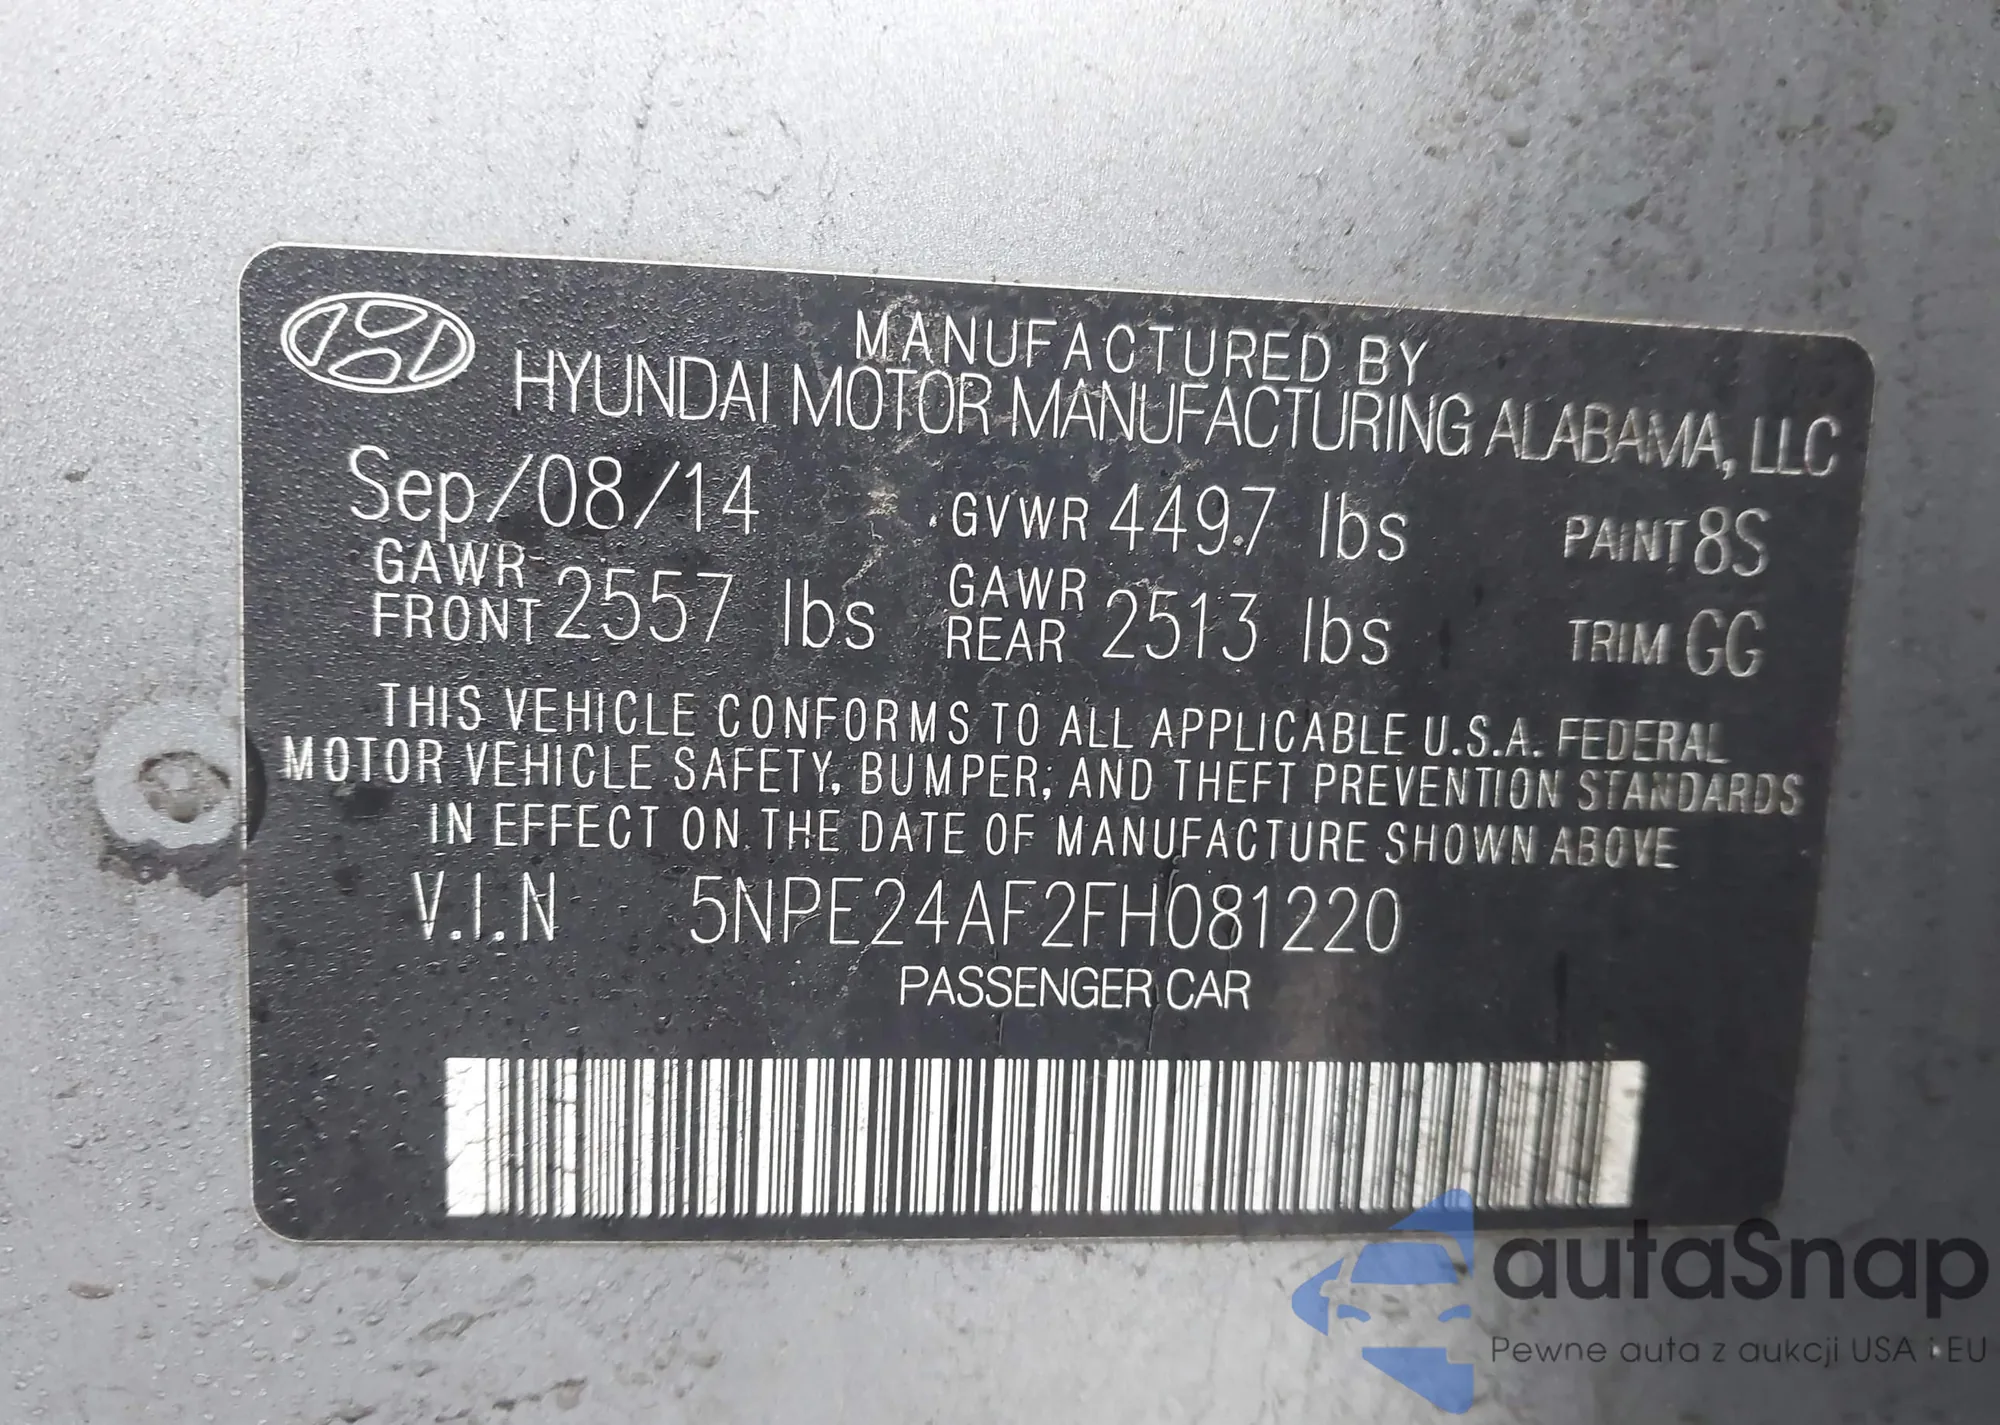 MANUFACTURED BY
HYUNDAI MOTOR MANUFACTURING ALABAMA, LLC
Sep/08/14 GVWR 4497 lbs PAINT 8S
GAWR FRONT 2557 lbs GAWR REAR 2513 lbs TRIM GG
THIS VEHICLE CONFORMS TO ALL APPLICABLE U.S.A. FEDERAL
MOTOR VEHICLE SAFETY, BUMPER, AND THEFT PREVENTION STANDARDS
IN EFFECT ON THE DATE OF MANUFACTURE SHOWN ABOVE
V.I.N 5NPE24AF2FH081220
PASSENGER CAR
autaSnap
Pewne auta z aukcji USA i EU